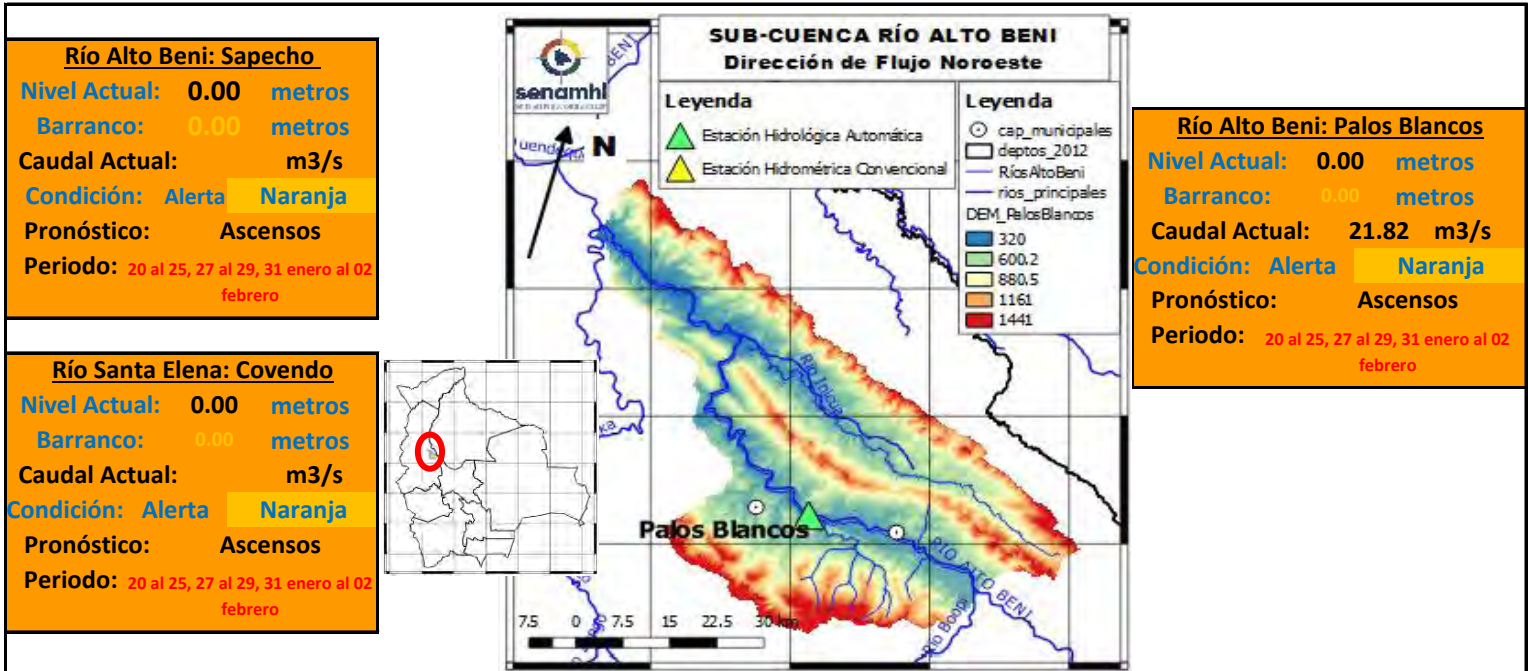 Río Alto Beni: Sapecho
Nivel Actual: 0.00 metros
Barranco: 0.00 metros
Caudal Actual: m3/s
Condición: Alerta Naranja
Pronóstico: Ascensos
Periodo: 20 al 25, 27 al 29, 31 enero al 02
febrero
Río Santa Elena: Covendo
Nivel Actual: 0.00 metros
Barranco: 0.00 metros
Caudal Actual: m3/s
Condición: Alerta Naranja
Pronóstico: Ascensos
Periodo: 20 al 25, 27 al 29, 31 enero al 02
febrero
senamhi
BENI
SUB-CUENCA RÍO ALTO BENI
Dirección de Flujo Noroeste
Leyenda
Estación Hidrológica Automática
Estación Hidrométrica Convencional
Leyenda
cap_municipales
deptos_2012
RíosAltoBeni
rios_principales
DEM_PalosBlancos
320
600.2
880.5
1161
1441
N
Río Inicua
Palos Blancos
RÍO ALTO BENI
7.5 0 7.5 15 22.5 30 km
Río Alto Beni: Palos Blancos
Nivel Actual: 0.00 metros
Barranco: 0.00 metros
Caudal Actual: 21.82 m3/s
Condición: Alerta Naranja
Pronóstico: Ascensos
Periodo: 20 al 25, 27 al 29, 31 enero al 02
febrero